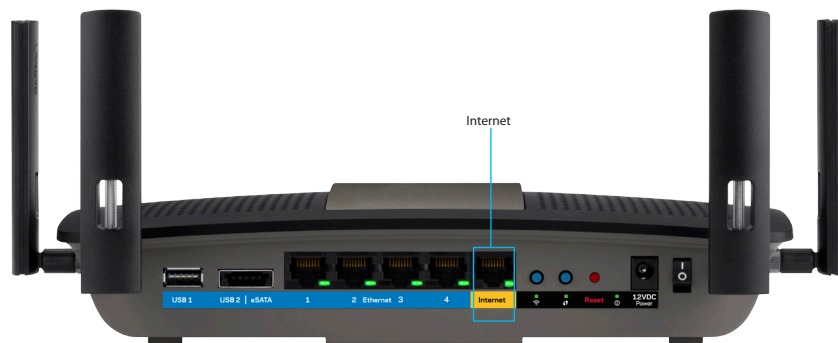 Internet
USB 1
USB 2 | eSATA
1
2 Ethernet 3
4
Internet
Reset
12VDC
Power
I
O